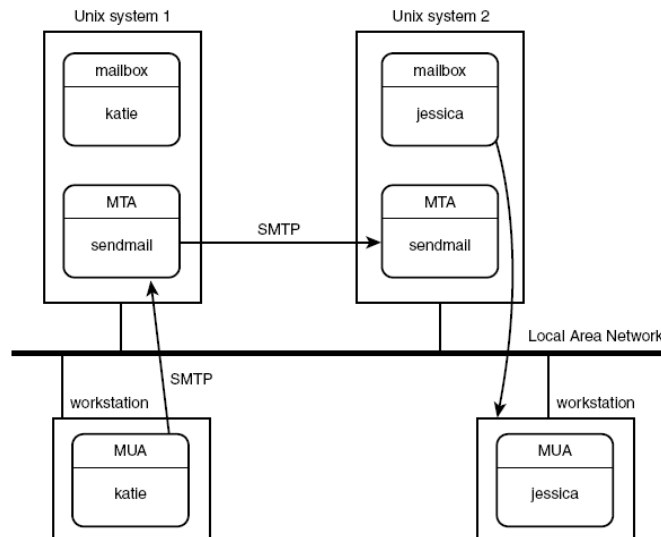 Unix system 1
Unix system 2
mailbox
katie
mailbox
jessica
MTA
sendmail
SMTP
MTA
sendmail
Local Area Network
SMTP
workstation
workstation
MUA
katie
MUA
jessica